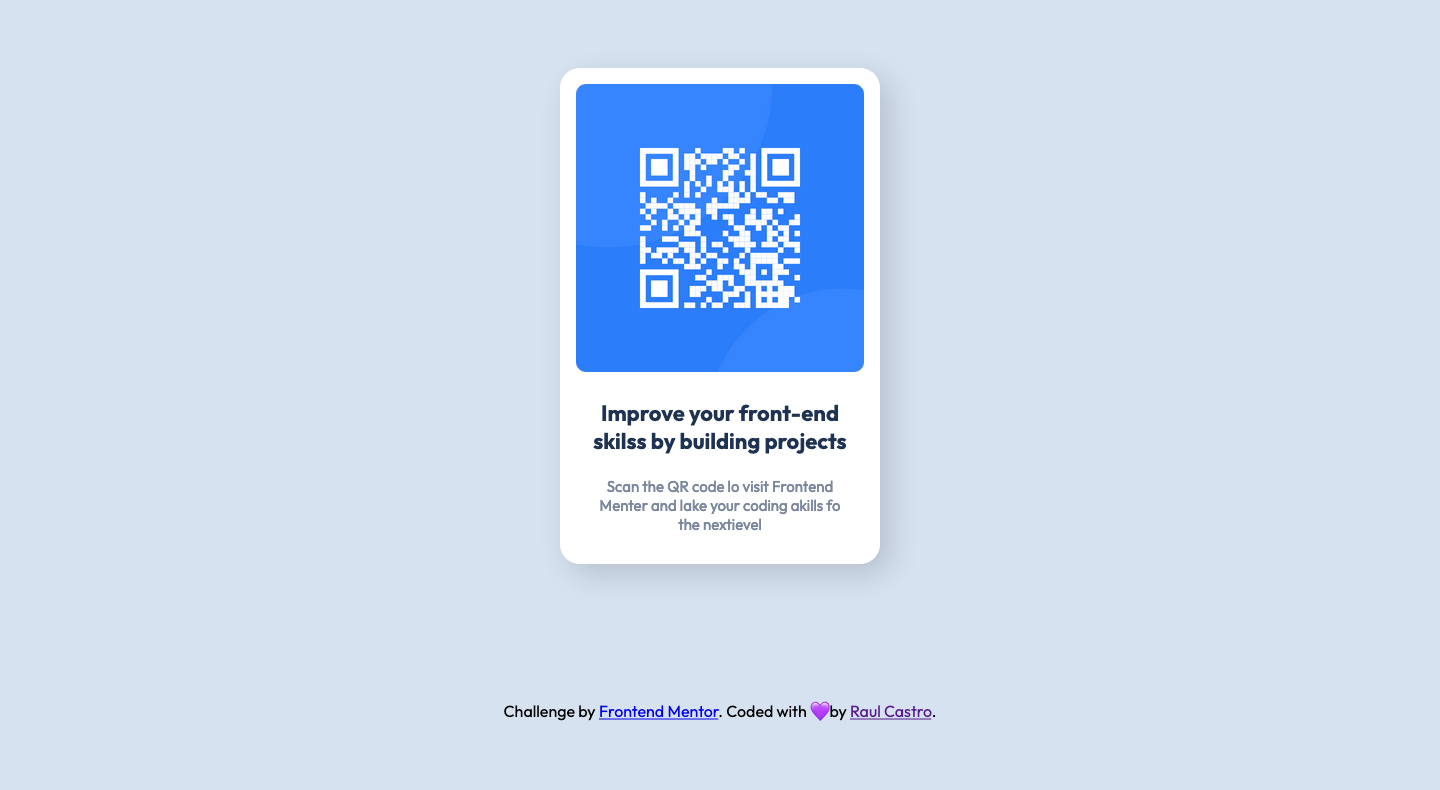 Improve your front-end
skilss by building projects
Scan the QR code lo visit Frontend
Menter and lake your coding akills fo
the nextievel
Challenge by Frontend Mentor. Coded with 💜by Raul Castro.